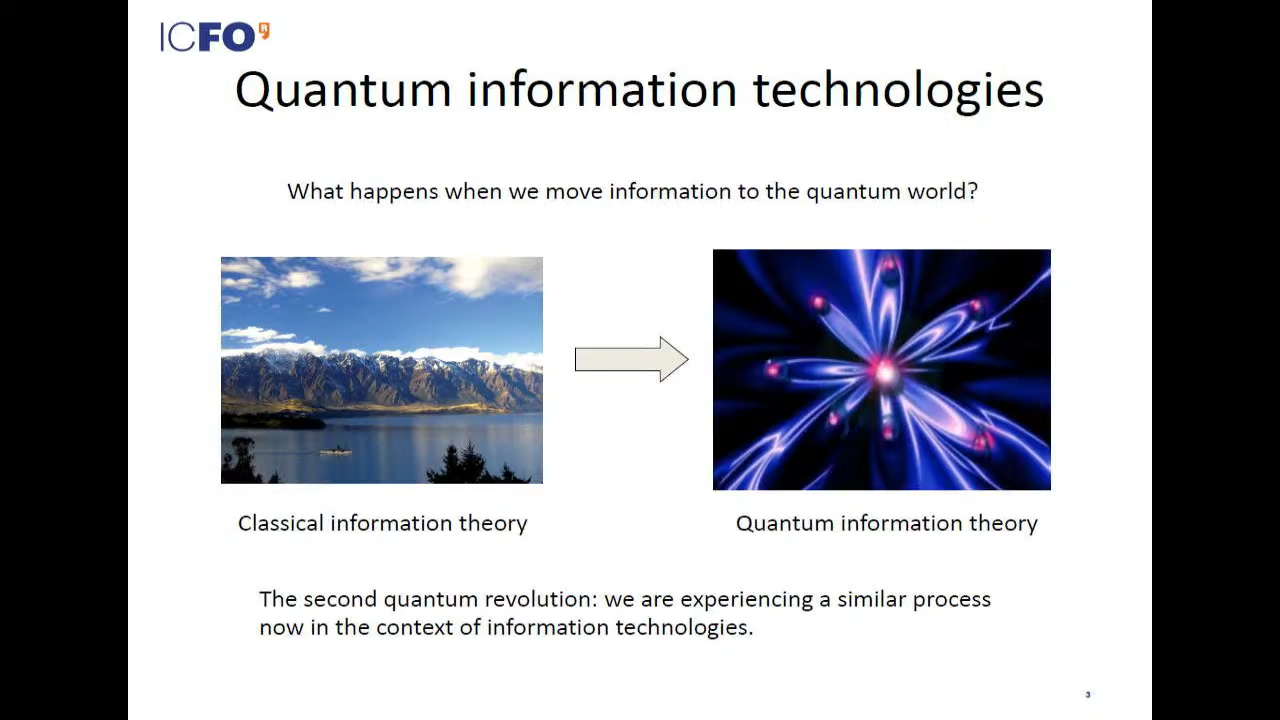 ICFO R
Quantum information technologies
What happens when we move information to the quantum world?
Classical information theory
Quantum information theory
The second quantum revolution: we are experiencing a similar process
now in the context of information technologies.
3